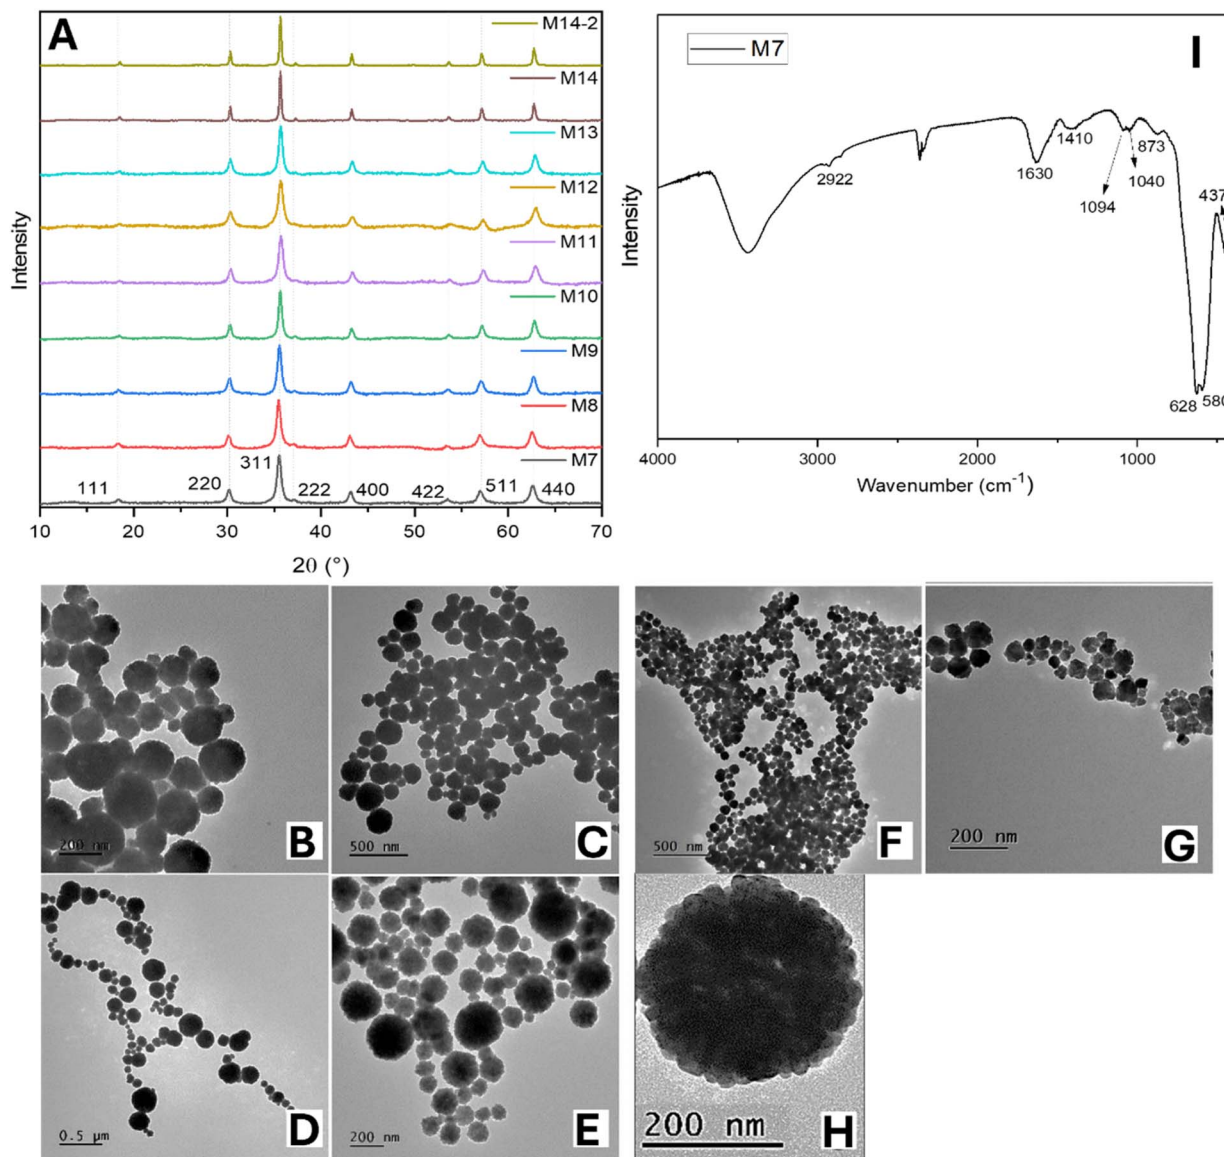 A
M14-2
M14
M13
M12
M11
M10
M9
M8
M7
111
220
311
222
400
422
511
440
Intensity
10 20 30 40 50 60 70
2θ (°)
I
M7
2922
1630
1410
1094
1040
873
437
628
580
Intensity
4000 3000 2000 1000
Wavenumber (cm⁻¹)
200 nm
B
500 nm
C
500 nm
F
200 nm
G
0.5 µm
D
200 nm
E
200 nm
H